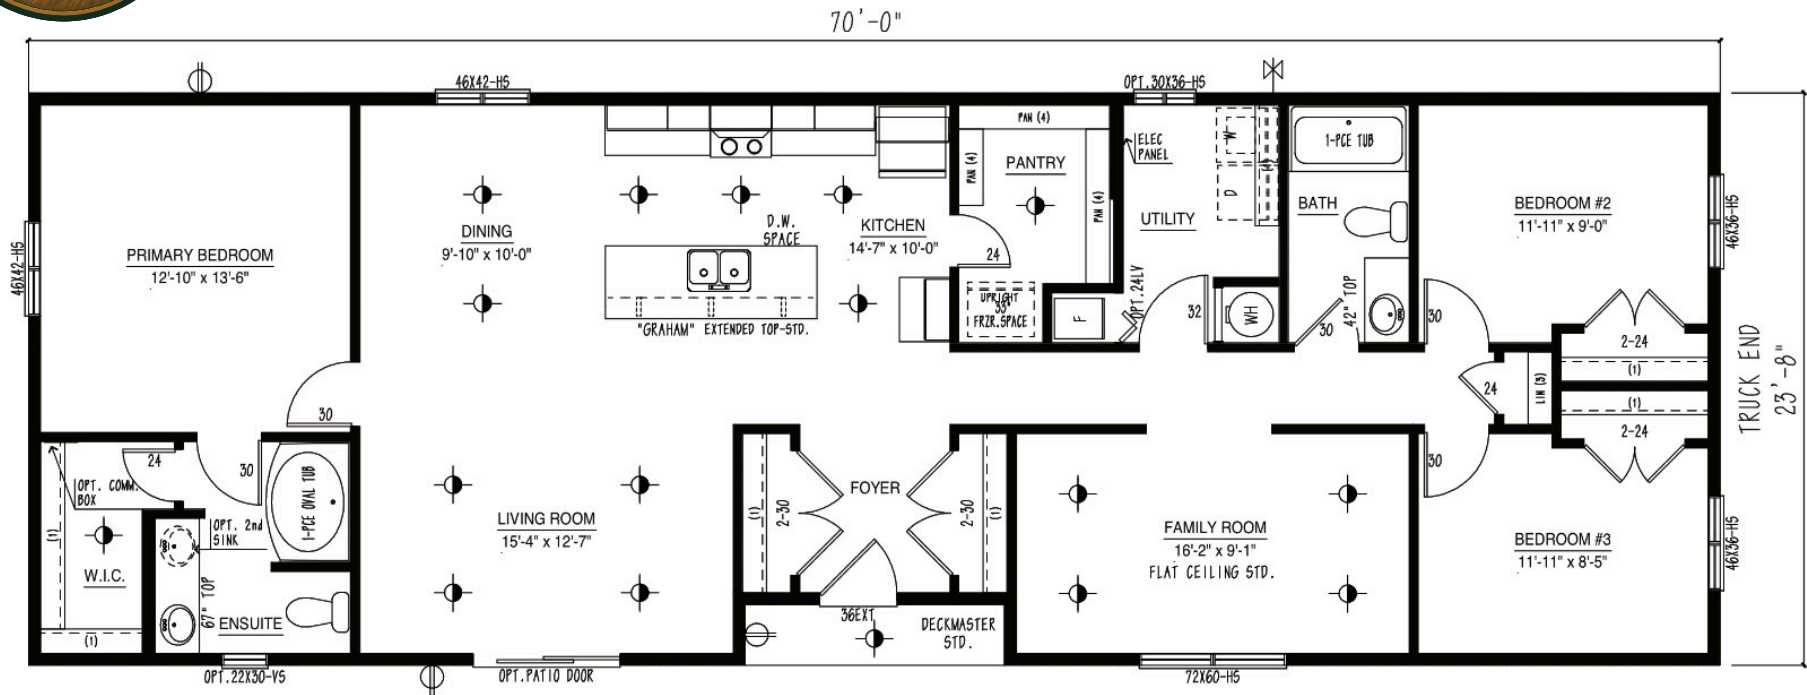 70'-0"
46X42-HS
OPT.30X36-HS
PAN (4)
ELEC
PANEL
W
(4)
1-PCE TUB
PANTRY
PAN (4)
D
PAN (4)
BATH
BEDROOM #2
11'-11" x 9'-0"
46X36-HS
D.W.
SPACE
KITCHEN
14'-7" x 10'-0"
UTILITY
DINING
9'-10" x 10'-0"
PRIMARY BEDROOM
12'-10" x 13'-6"
46X42-HS
24
OPT.24LV
42" TOP
UPRIGHT
33"
FRZR.SPACE
F
32
WH
30
30
"GRAHAM" EXTENDED TOP-STD.
2-24
(1)
TRUCK END
23'-8"
24
LIN (3)
(1)
2-24
30
24
30
30
OPT. COMM.
BOX
1-PCE OVAL TUB
(1)
2-30
FOYER
2-30
(1)
LIVING ROOM
15'-4" x 12'-7"
FAMILY ROOM
16'-2" x 9'-1"
FLAT CEILING STD.
BEDROOM #3
11'-11" x 8'-5"
46X36-HS
OPT. 2nd
SINK
(1)
W.I.C.
67" TOP
ENSUITE
(1)
36EXT
DECKMASTER
STD.
OPT.22X30-VS
OPT.PATIO DOOR
72X60-HS